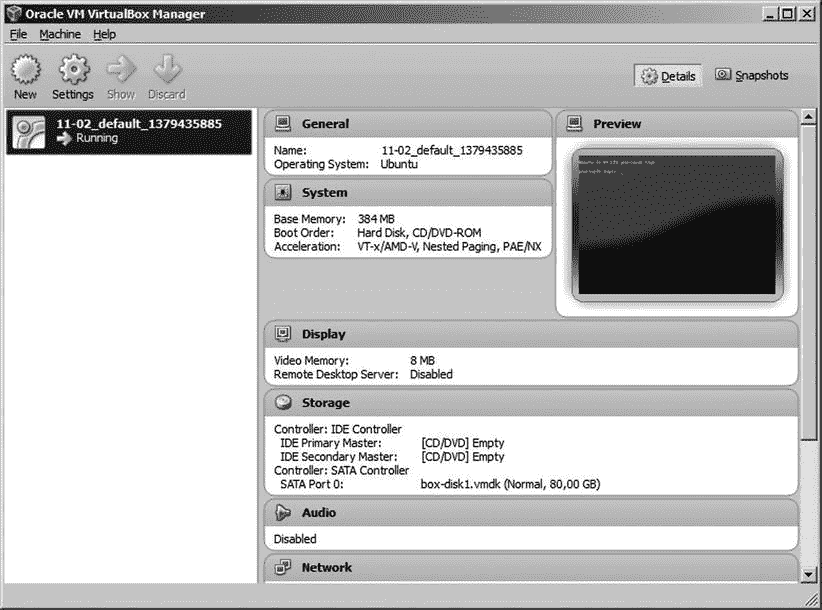 Oracle VM VirtualBox Manager
File Machine Help
New Settings Show Discard
Details Snapshots
11-02_default_1379435885
Running
General
Name: 11-02_default_1379435885
Operating System: Ubuntu
System
Base Memory: 384 MB
Boot Order: Hard Disk, CD/DVD-ROM
Acceleration: VT-x/AMD-V, Nested Paging, PAE/NX
Preview
Display
Video Memory: 8 MB
Remote Desktop Server: Disabled
Storage
Controller: IDE Controller
IDE Primary Master: [CD/DVD] Empty
IDE Secondary Master: [CD/DVD] Empty
Controller: SATA Controller
SATA Port 0: box-disk1.vmdk (Normal, 80,00 GB)
Audio
Disabled
Network